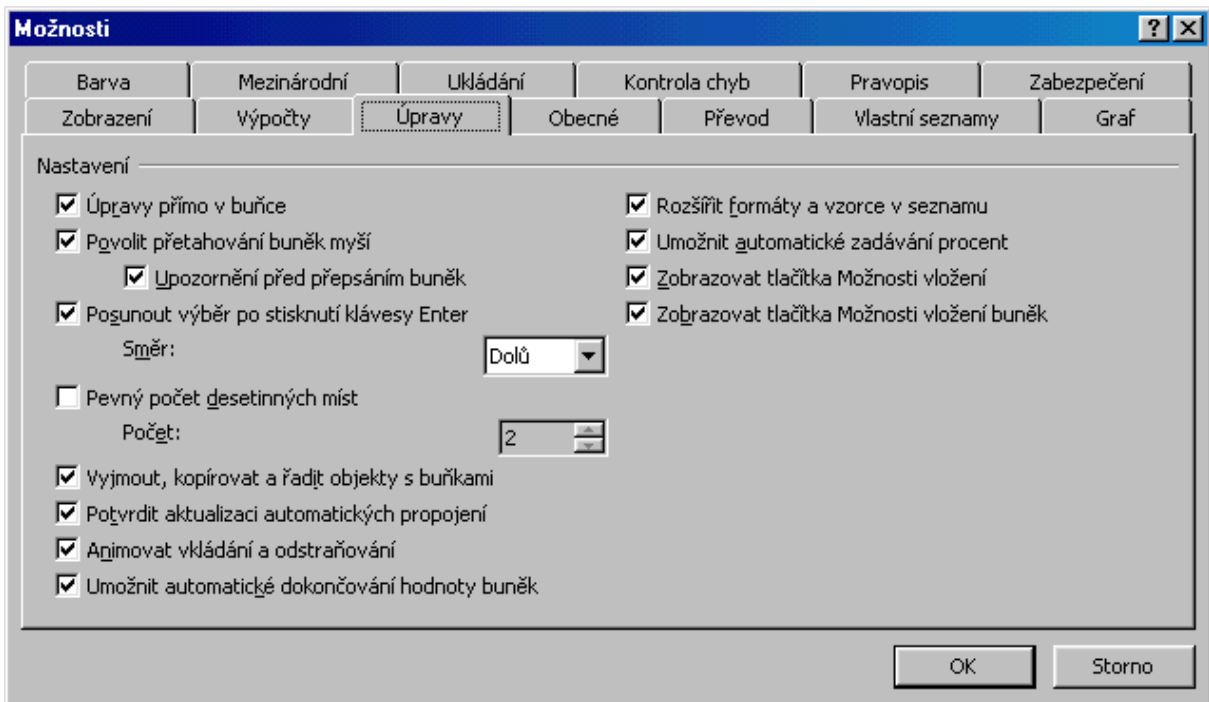 Možnosti
Barva Mezinárodní Ukládání Kontrola chyb Pravopis Zabezpečení
Zobrazení Výpočty Úpravy Obecné Převod Vlastní seznamy Graf
Nastavení
Úpravy přímo v buňce
Povolit přetahování buněk myší
Upozornění před přepsáním buněk
Posunout výběr po stisknutí klávesy Enter
Směr: Dolů
Pevný počet desetinných míst
Počet: 2
Vyjmout, kopírovat a řadit objekty s buňkami
Potvrdit aktualizaci automatických propojení
Animovat vkládání a odstraňování
Umožnit automatické dokončování hodnoty buněk
Rozšířit formáty a vzorce v seznamu
Umožnit automatické zadávání procent
Zobrazovat tlačítka Možnosti vložení
Zobrazovat tlačítka Možnosti vložení buněk
OK Storno